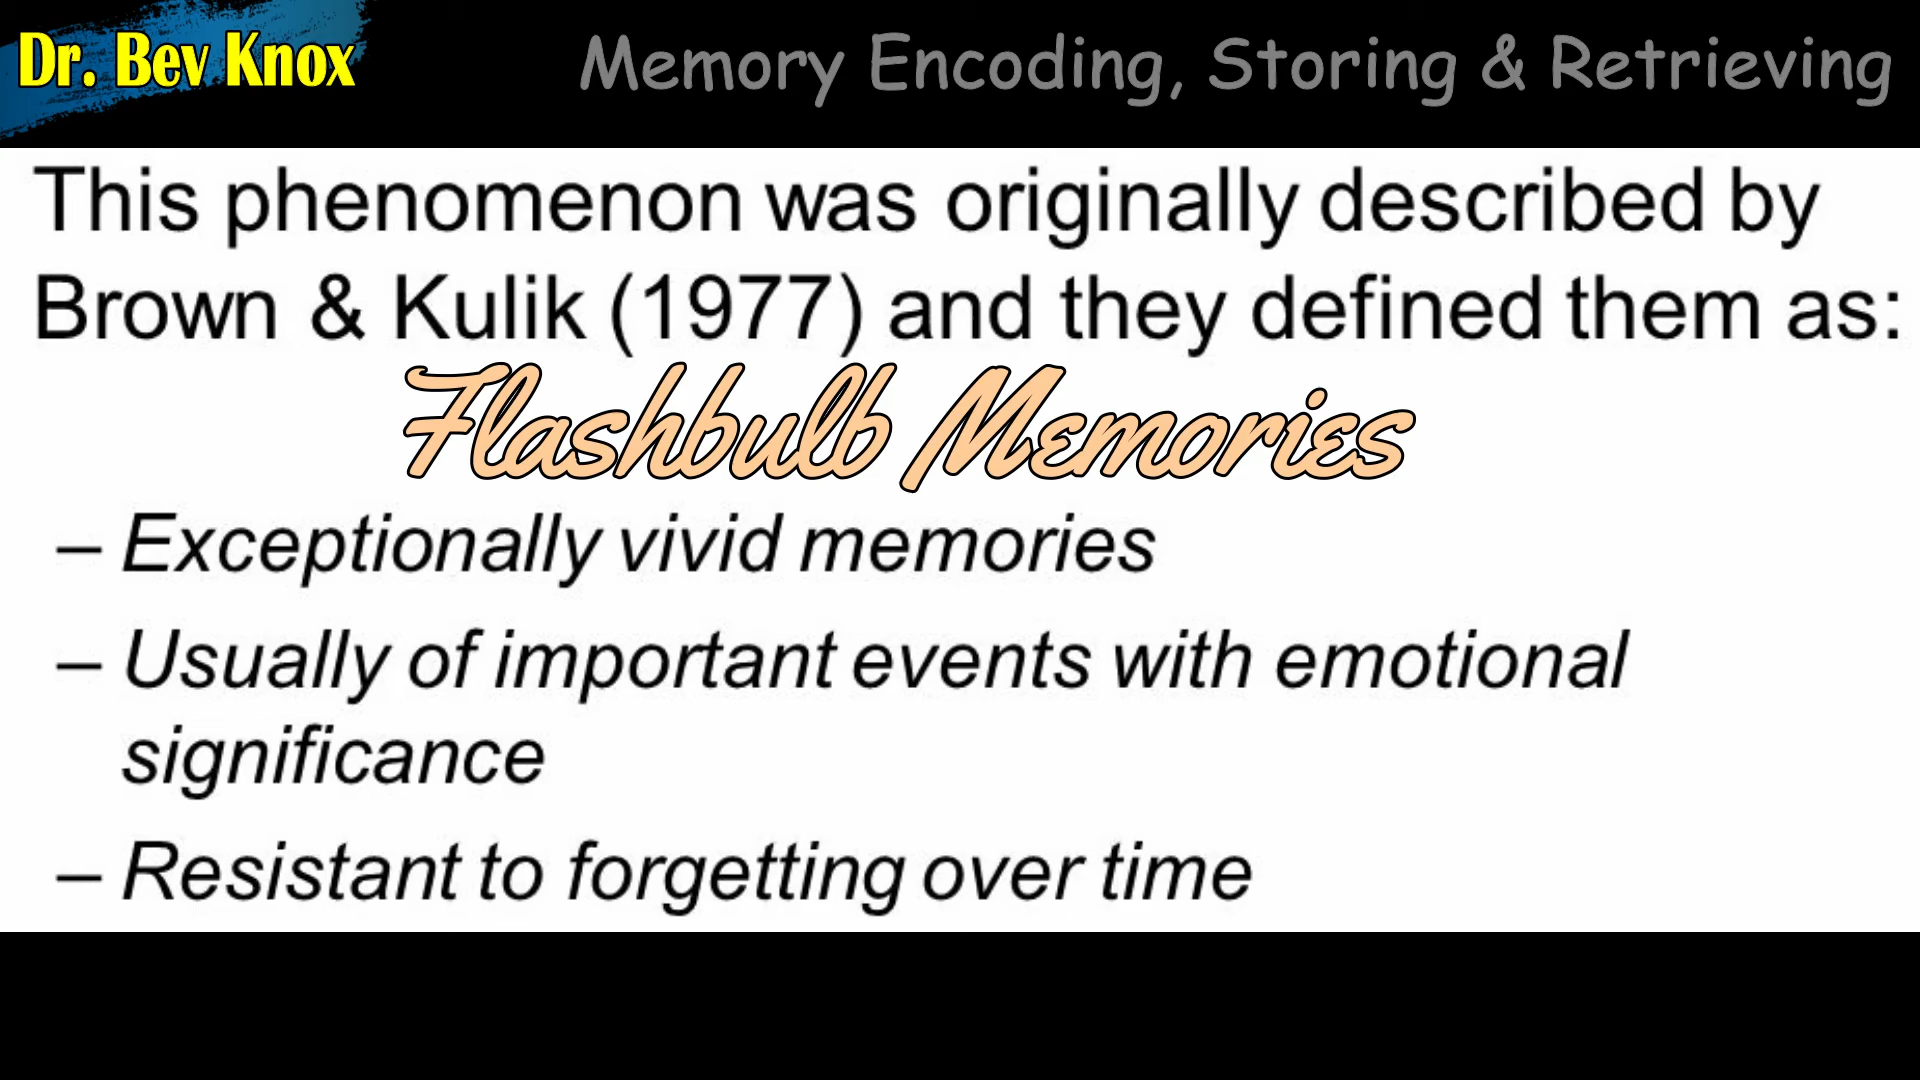 Dr. Bev Knox
Memory Encoding, Storing & Retrieving
This phenomenon was originally described by
Brown & Kulik (1977) and they defined them as:
Flashbulb Memories
– Exceptionally vivid memories
– Usually of important events with emotional
significance
– Resistant to forgetting over time